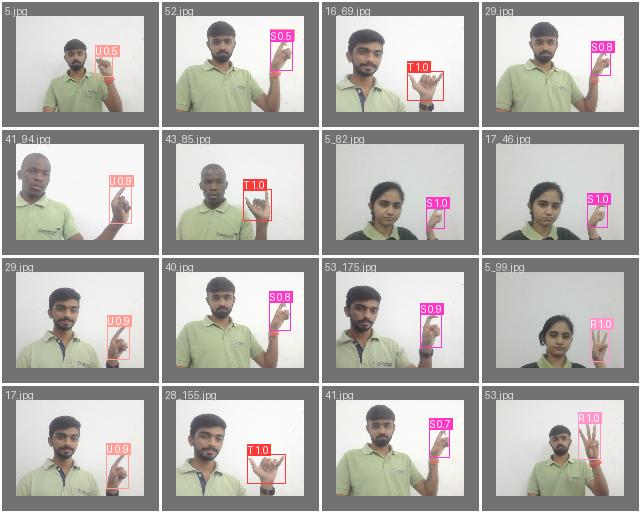 5.jpg
U 0.5
52.jpg
S 0.5
16_69.jpg
T 1.0
29.jpg
S 0.8
41_94.jpg
U 0.9
43_85.jpg
T 1.0
5_82.jpg
S 1.0
17_46.jpg
S 1.0
29.jpg
U 0.9
40.jpg
S 0.8
53_175.jpg
S 0.9
5_99.jpg
R 1.0
17.jpg
U 0.9
28_155.jpg
T 1.0
41.jpg
S 0.7
53.jpg
R 1.0